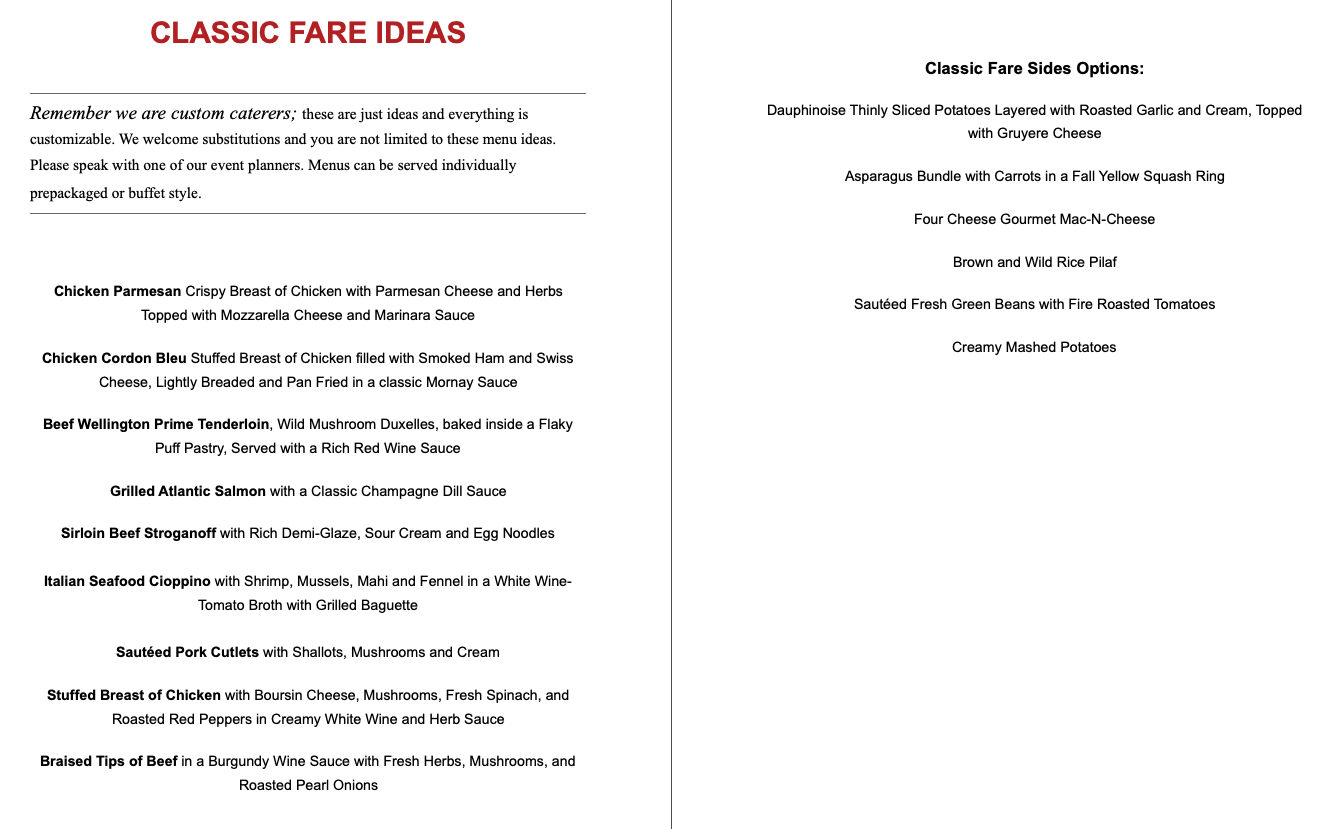 CLASSIC FARE IDEAS
Remember we are custom caterers; these are just ideas and everything is
customizable. We welcome substitutions and you are not limited to these menu ideas.
Please speak with one of our event planners. Menus can be served individually
prepackaged or buffet style.
Chicken Parmesan Crispy Breast of Chicken with Parmesan Cheese and Herbs
Topped with Mozzarella Cheese and Marinara Sauce
Chicken Cordon Bleu Stuffed Breast of Chicken filled with Smoked Ham and Swiss
Cheese, Lightly Breaded and Pan Fried in a classic Mornay Sauce
Beef Wellington Prime Tenderloin, Wild Mushroom Duxelles, baked inside a Flaky
Puff Pastry, Served with a Rich Red Wine Sauce
Grilled Atlantic Salmon with a Classic Champagne Dill Sauce
Sirloin Beef Stroganoff with Rich Demi-Glaze, Sour Cream and Egg Noodles
Italian Seafood Cioppino with Shrimp, Mussels, Mahi and Fennel in a White Wine-
Tomato Broth with Grilled Baguette
Sautéed Pork Cutlets with Shallots, Mushrooms and Cream
Stuffed Breast of Chicken with Boursin Cheese, Mushrooms, Fresh Spinach, and
Roasted Red Peppers in Creamy White Wine and Herb Sauce
Braised Tips of Beef in a Burgundy Wine Sauce with Fresh Herbs, Mushrooms, and
Roasted Pearl Onions
Classic Fare Sides Options:
Dauphinoise Thinly Sliced Potatoes Layered with Roasted Garlic and Cream, Topped
with Gruyere Cheese
Asparagus Bundle with Carrots in a Fall Yellow Squash Ring
Four Cheese Gourmet Mac-N-Cheese
Brown and Wild Rice Pilaf
Sautéed Fresh Green Beans with Fire Roasted Tomatoes
Creamy Mashed Potatoes